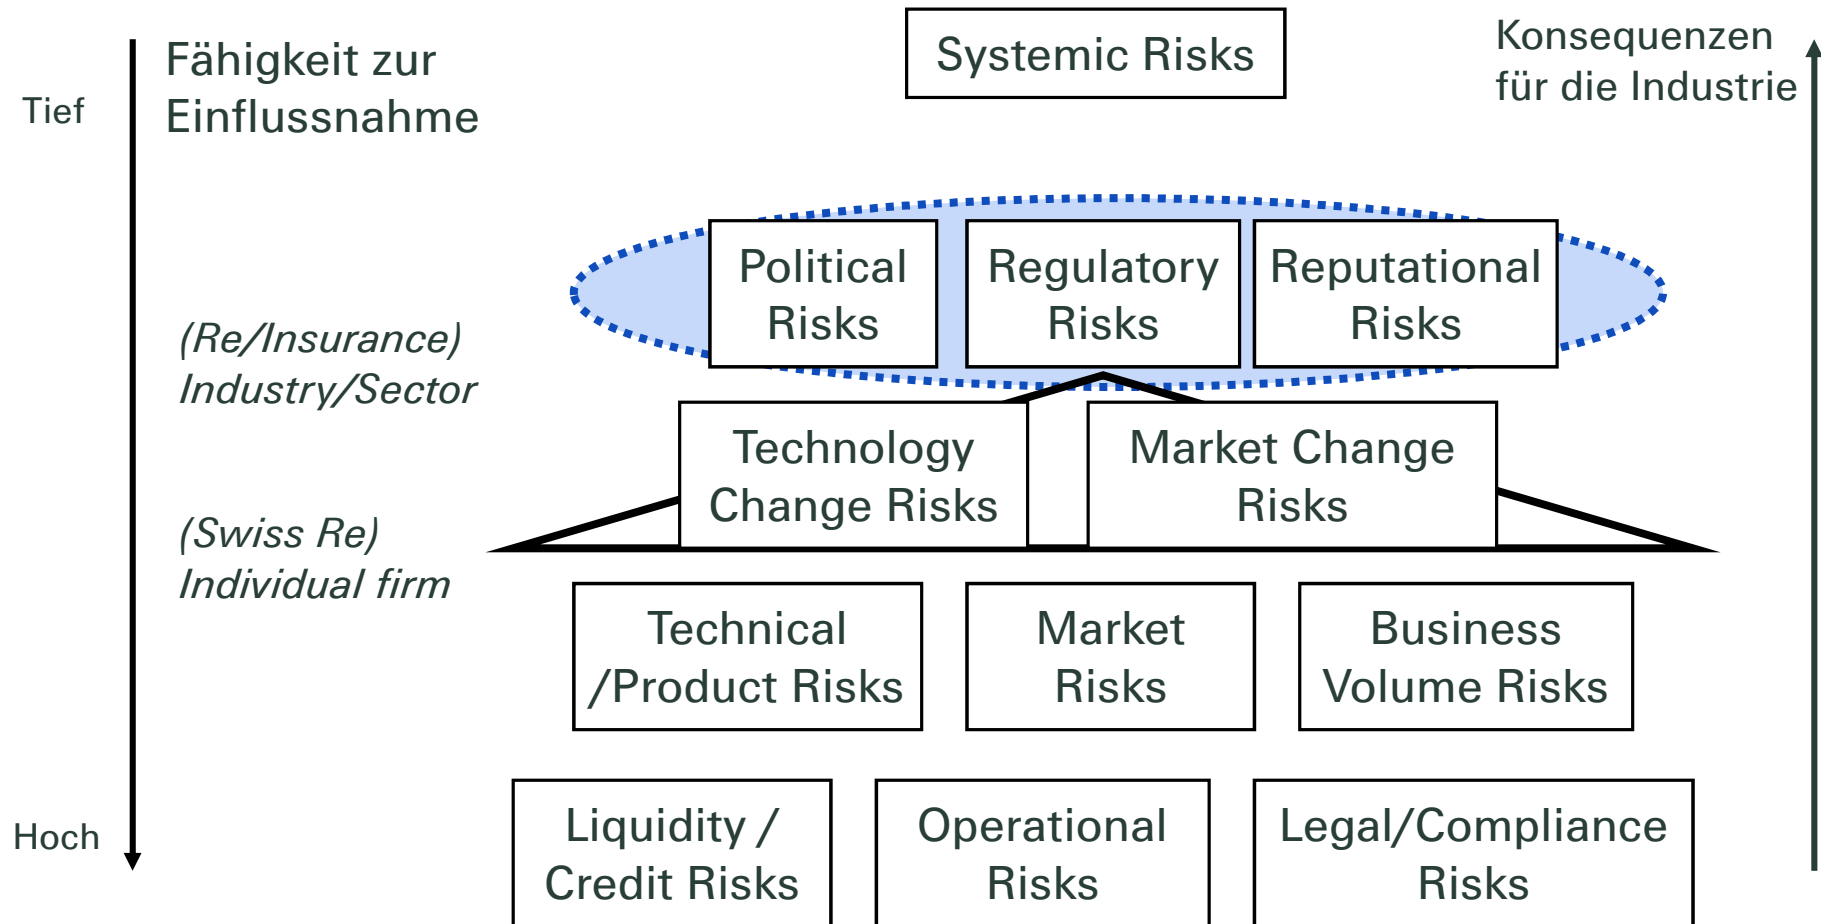 Fähigkeit zur
Einflussnahme
Tief
Systemic Risks
Konsequenzen
für die Industrie
Political
Risks
Regulatory
Risks
Reputational
Risks
(Re/Insurance)
Industry/Sector
Technology
Change Risks
Market Change
Risks
(Swiss Re)
Individual firm
Technical
/Product Risks
Market
Risks
Business
Volume Risks
Hoch
Liquidity /
Credit Risks
Operational
Risks
Legal/Compliance
Risks